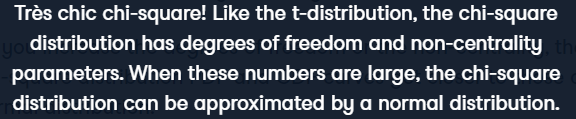 Très chic chi-square! Like the t-distribution, the chi-square
distribution has degrees of freedom and non-centrality
parameters. When these numbers are large, the chi-square
distribution can be approximated by a normal distribution.